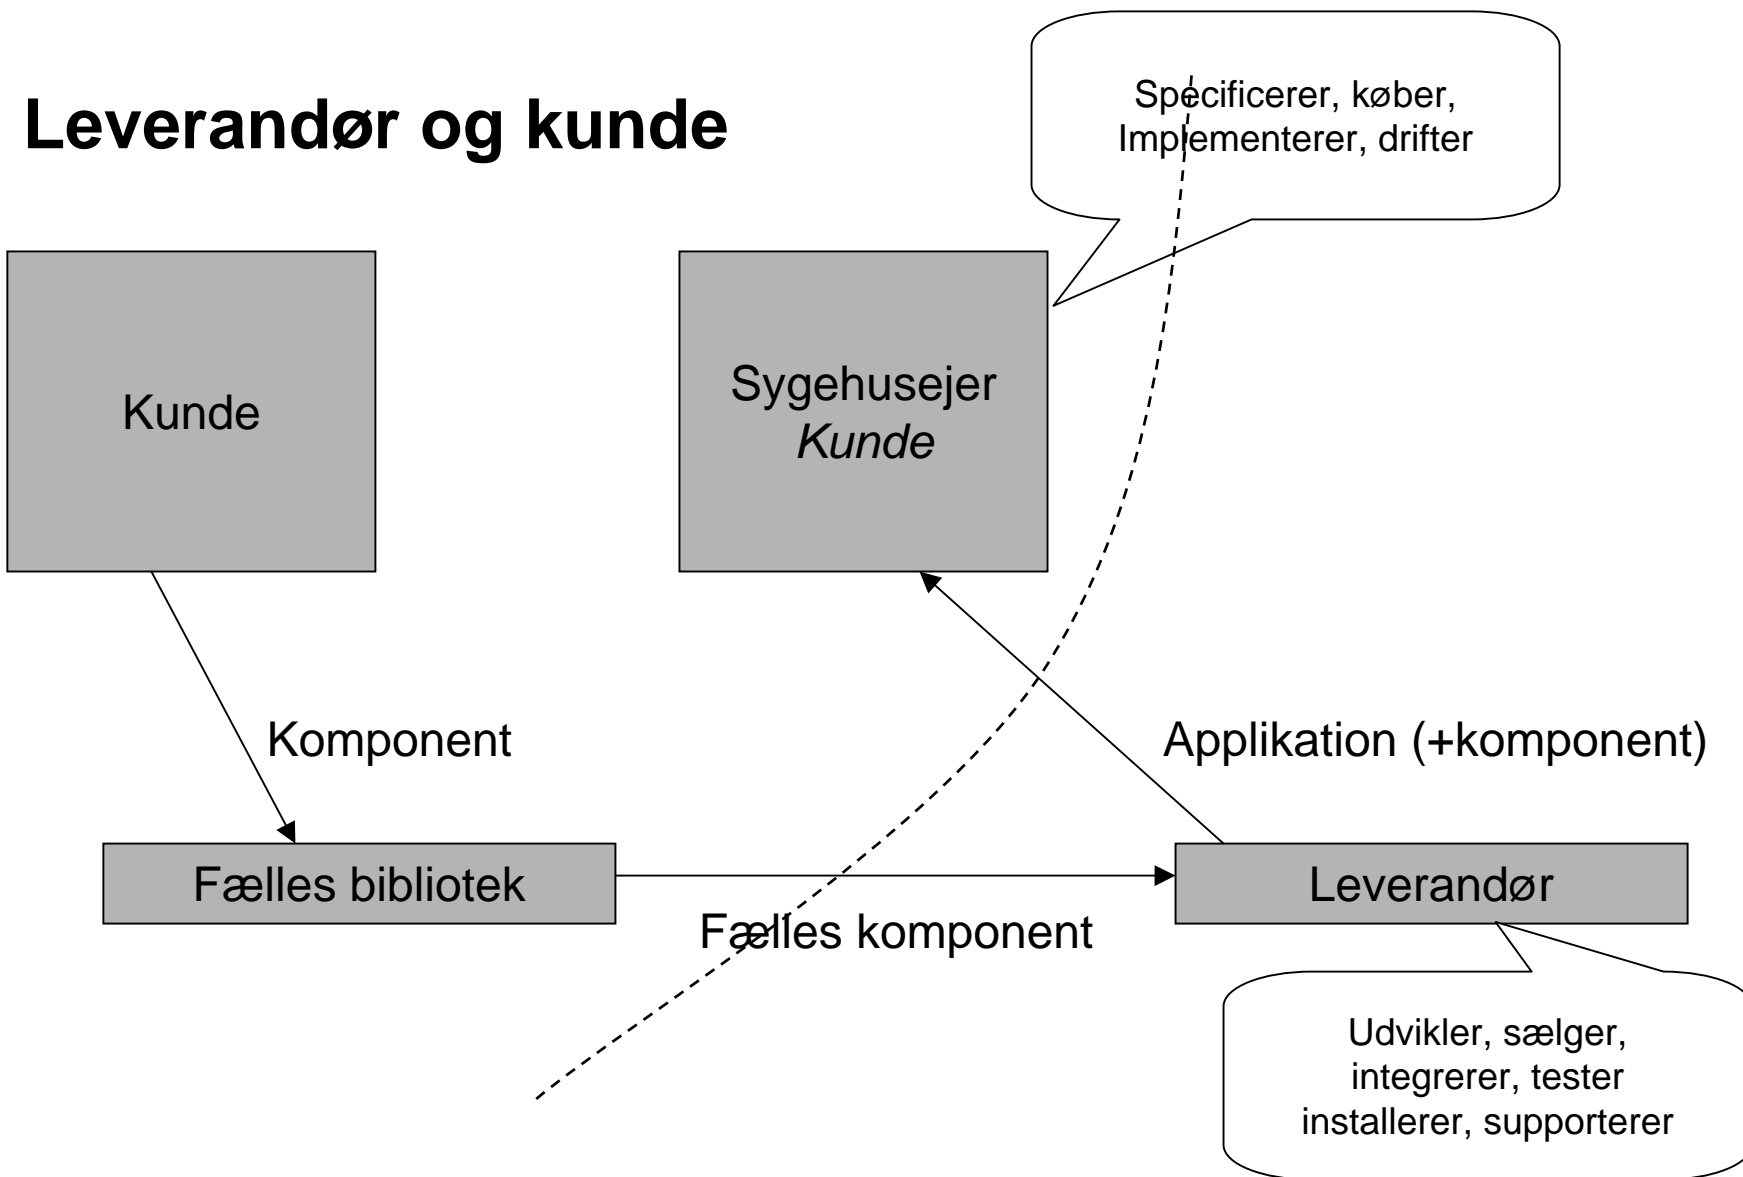 Leverandør og kunde
Specificerer, køber,
Implementerer, drifter
Kunde
Sygehusejer
Kunde
Komponent
Applikation (+komponent)
Fælles bibliotek
Leverandør
Fælles komponent
Udvikler, sælger,
integrerer, tester
installerer, supporterer